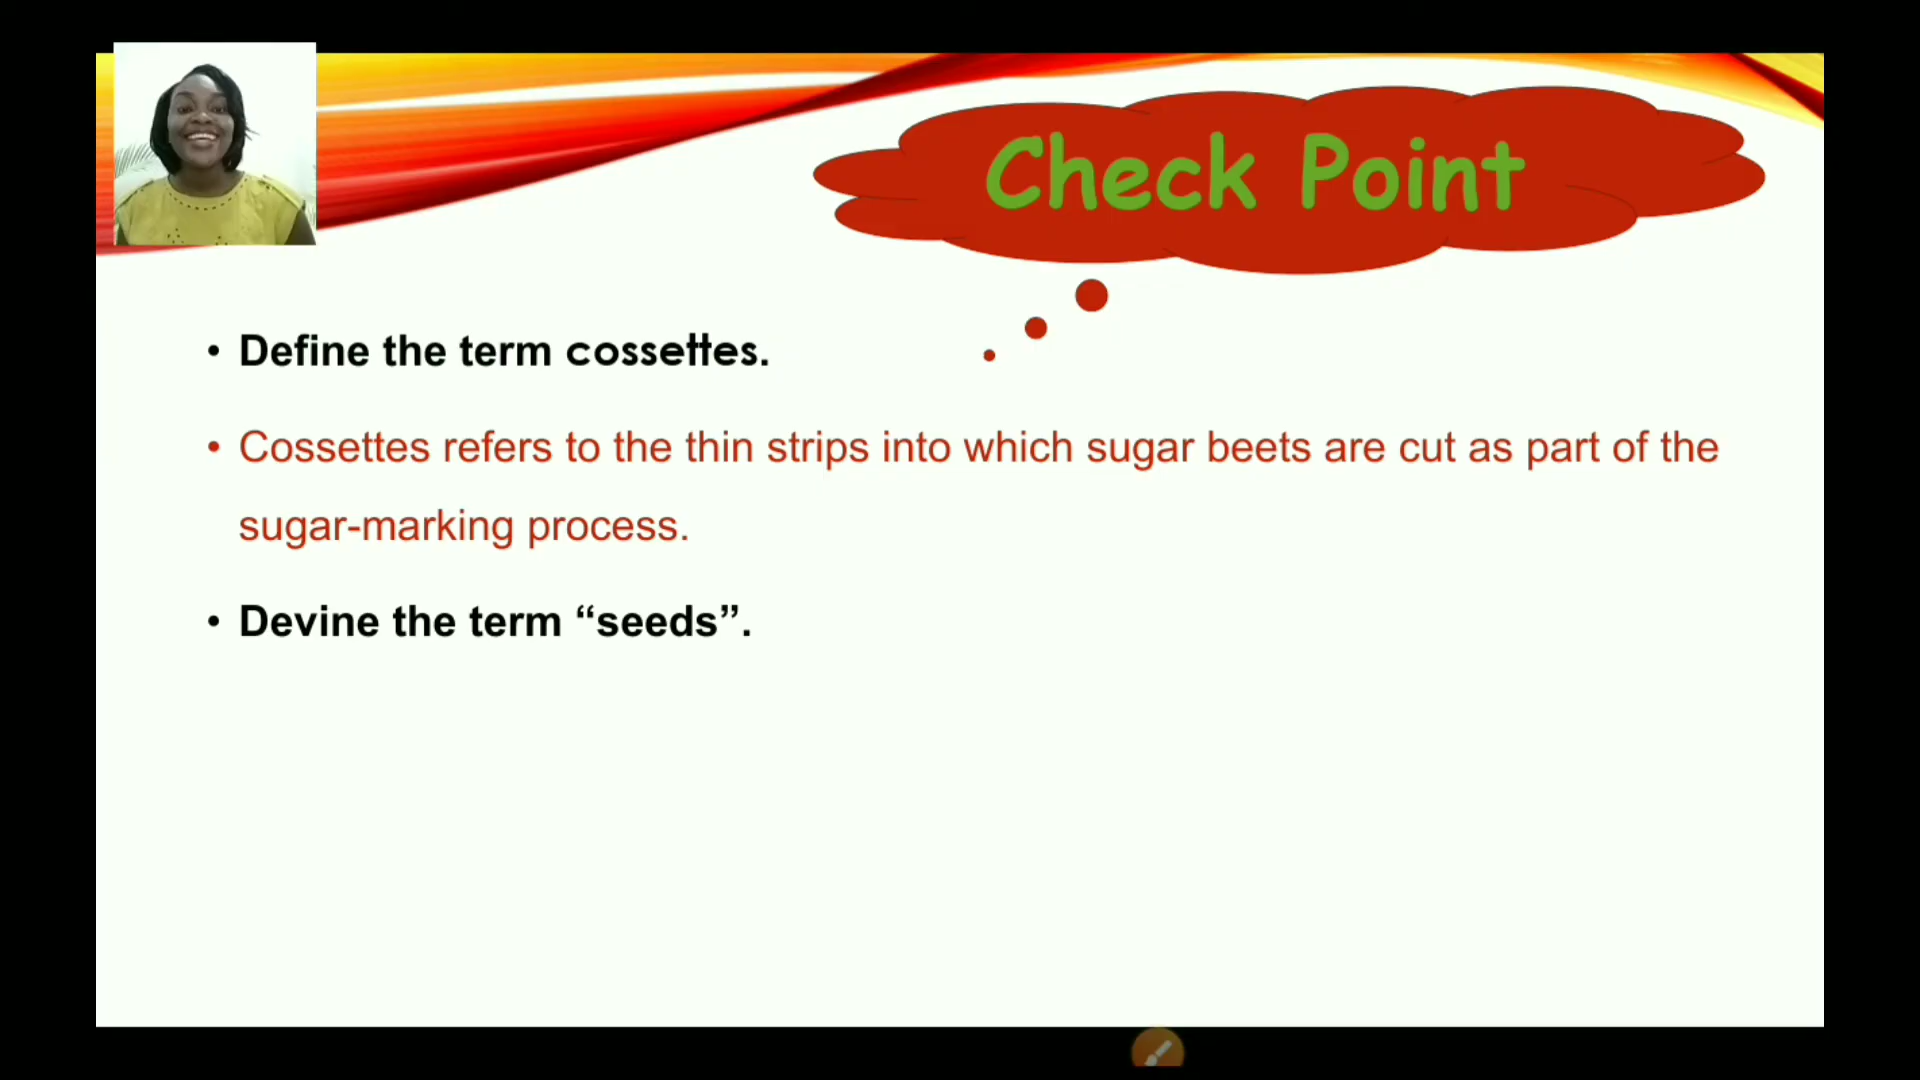 Check Point
• Define the term cossettes.
• Cossettes refers to the thin strips into which sugar beets are cut as part of the
sugar-marking process.
• Devine the term “seeds”.